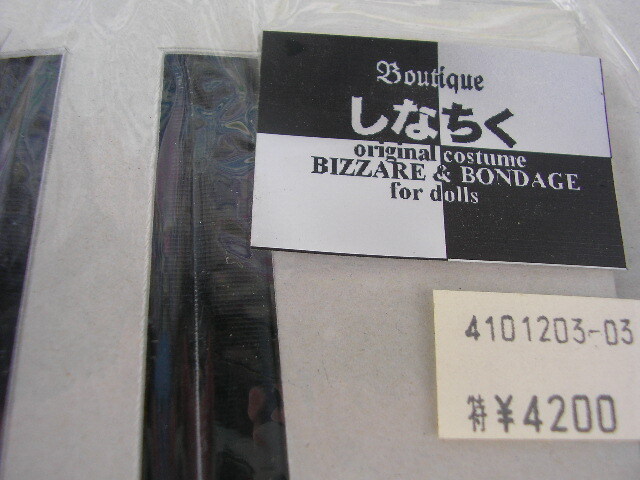 Boutique
しなちく
original costume
BIZZARE & BONDAGE
for dolls
4101203-03
特 ¥4200